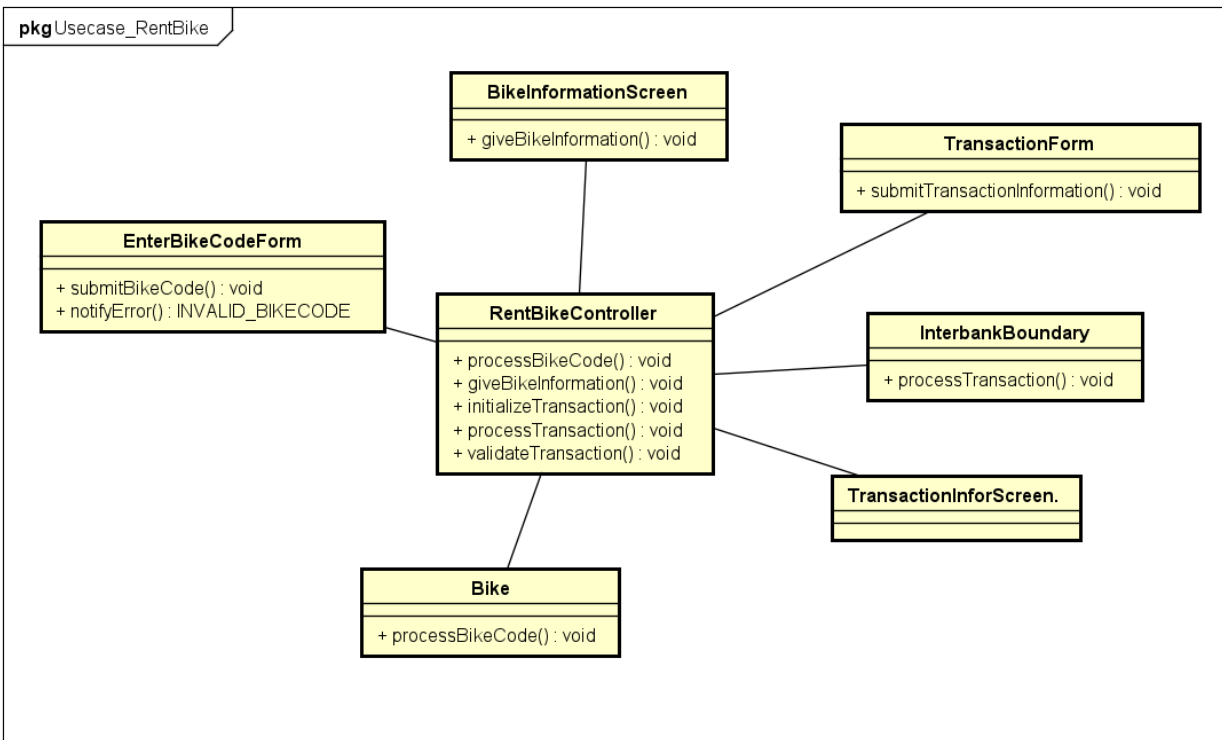 pkg Usecase_RentBike
BikeInformationScreen
+ giveBikeInformation() : void
TransactionForm
+ submitTransactionInformation() : void
EnterBikeCodeForm
+ submitBikeCode() : void
+ notifyError() : INVALID_BIKECODE
RentBikeController
+ processBikeCode() : void
+ giveBikeInformation() : void
+ initializeTransaction() : void
+ processTransaction() : void
+ validateTransaction() : void
InterbankBoundary
+ processTransaction() : void
TransactionInforScreen.
Bike
+ processBikeCode() : void